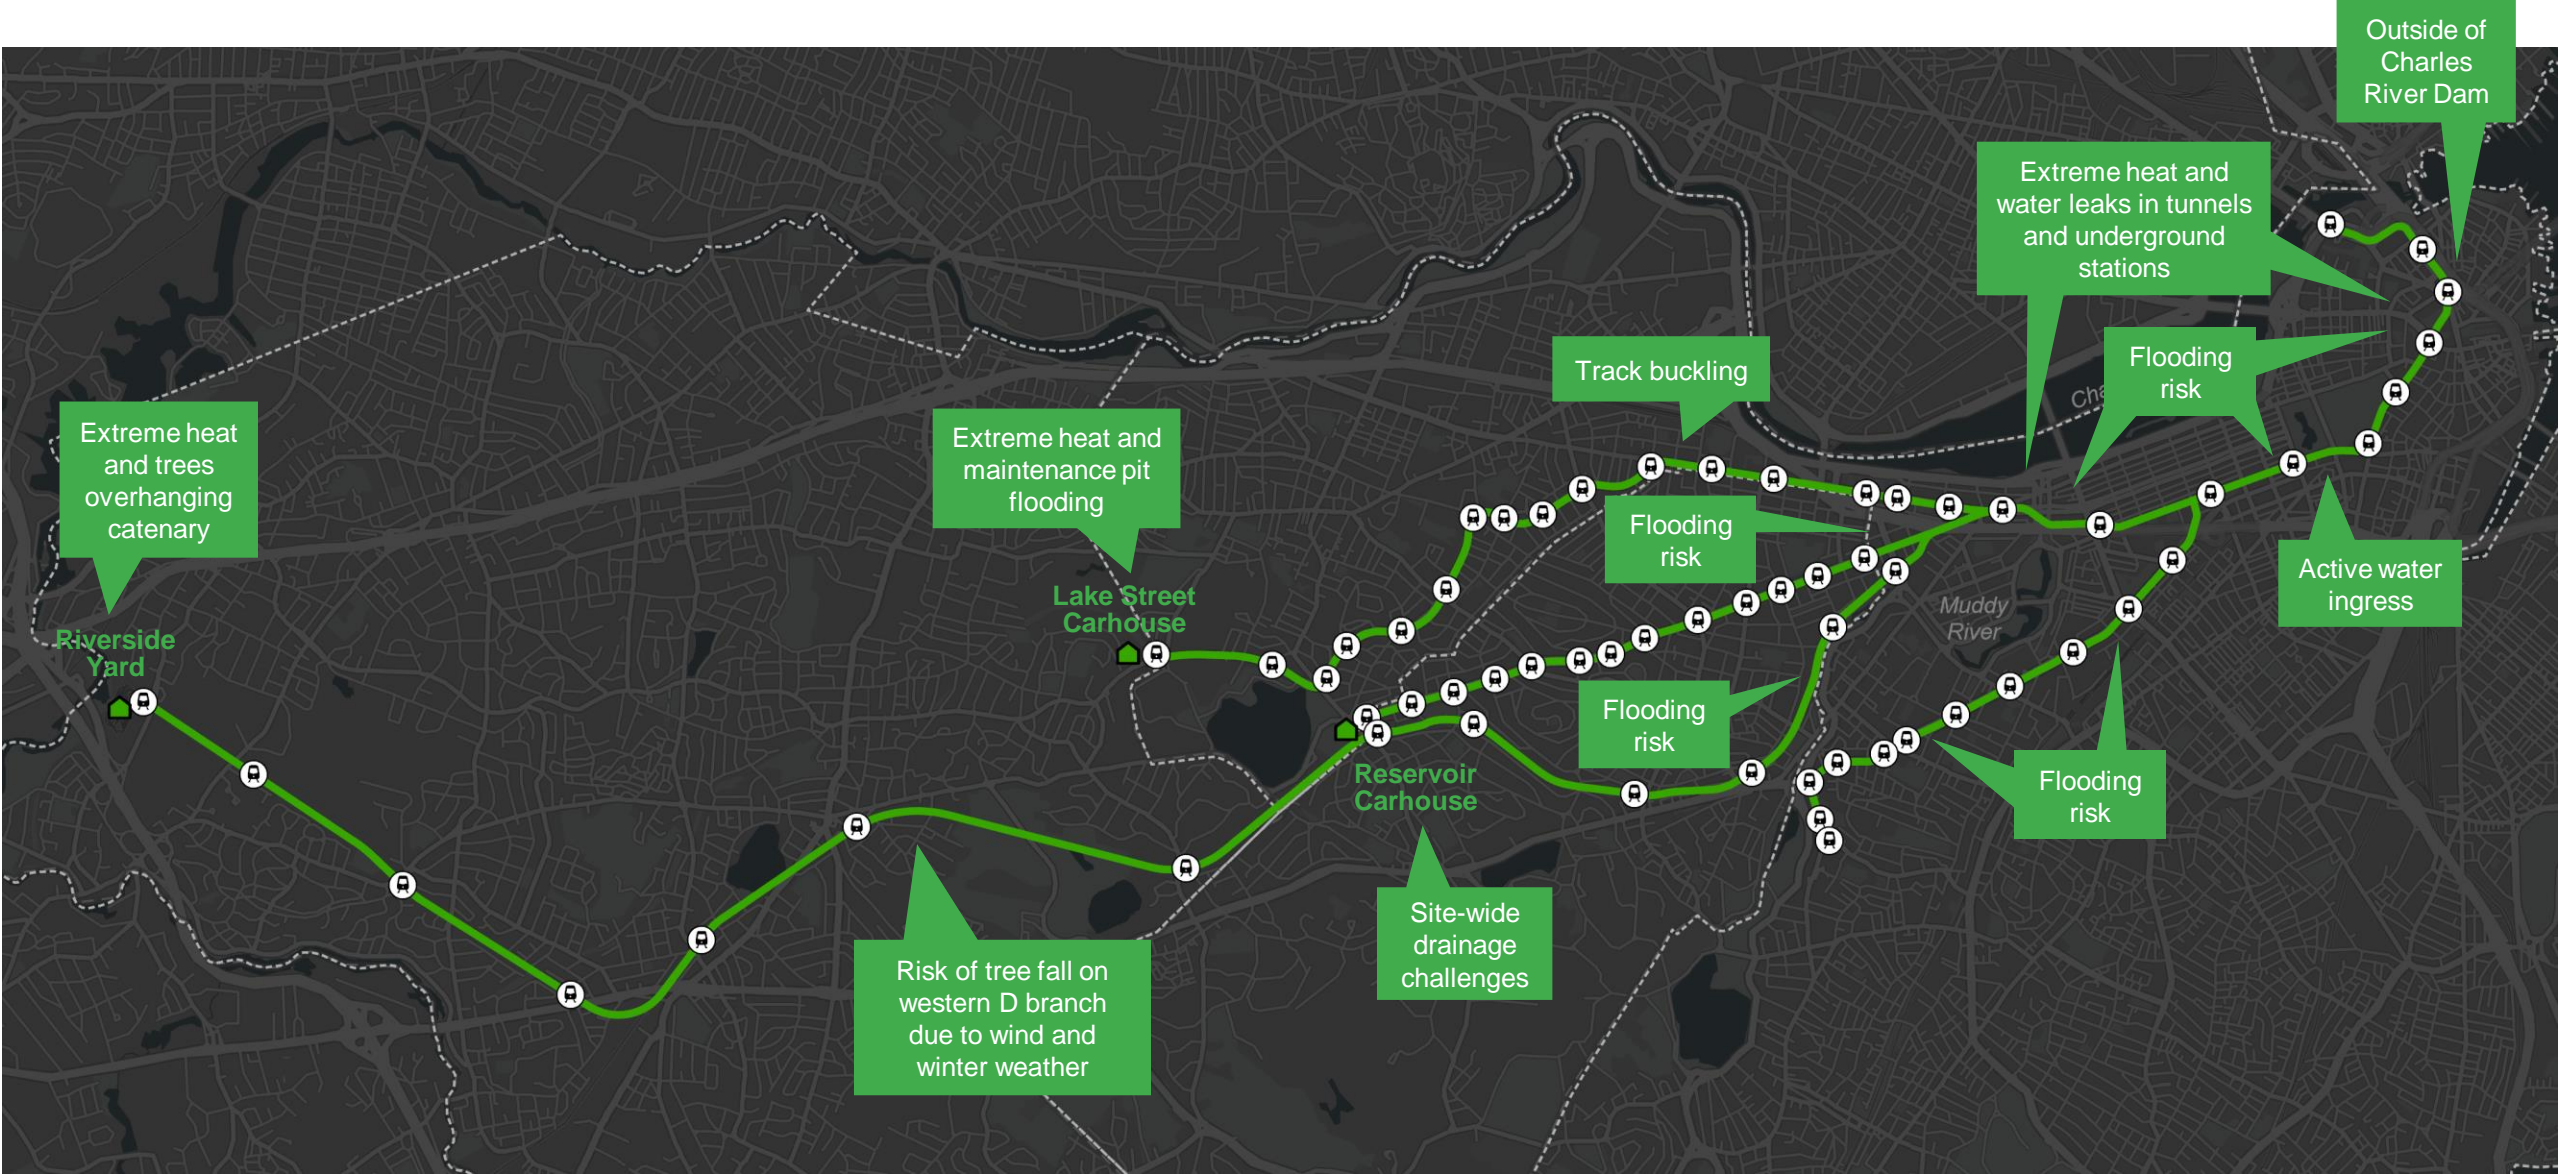 Outside of
Charles
River Dam
Extreme heat and
water leaks in tunnels
and underground
stations
Flooding
risk
Track buckling
Extreme heat
and trees
overhanging
catenary
Extreme heat and
maintenance pit
flooding
Flooding
risk
Active water
ingress
Lake Street
Carhouse
Muddy
River
Riverside
Yard
Flooding
risk
Reservoir
Carhouse
Flooding
risk
Site-wide
drainage
challenges
Risk of tree fall on
western D branch
due to wind and
winter weather